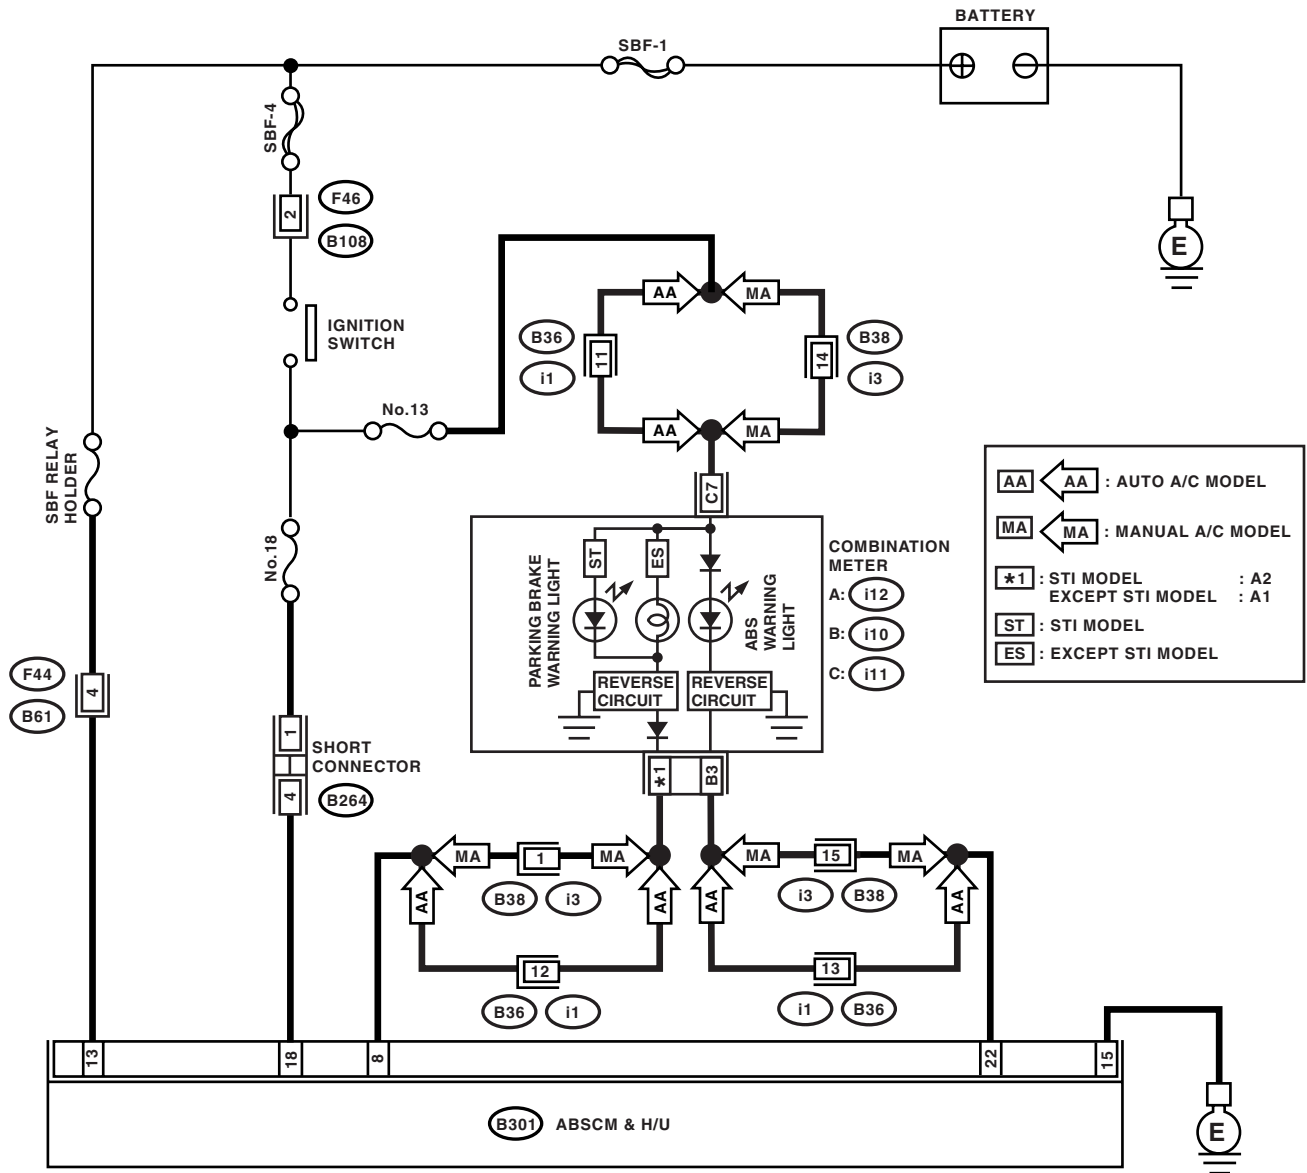 BATTERY
SBF-1
SBF-4
2
F46
B108
E
IGNITION
SWITCH
AA
MA
B36
i1
11
14
B38
i3
AA
MA
No.13
SBF RELAY
HOLDER
No.18
C7
AA AA : AUTO A/C MODEL
MA MA : MANUAL A/C MODEL
*1 : STI MODEL : A2
EXCEPT STI MODEL : A1
ST : STI MODEL
ES : EXCEPT STI MODEL
PARKING BRAKE
WARNING LIGHT
ST
ES
ABS
WARNING
LIGHT
COMBINATION
METER
A: i12
B: i10
C: i11
REVERSE
CIRCUIT
REVERSE
CIRCUIT
F44
B61
4
1
SHORT
CONNECTOR
4
B264
*1
B3
MA
1
MA
MA
15
MA
B38
i3
i3
B38
AA
AA
AA
AA
12
13
B36
i1
i1
B36
13
18
8
22
15
B301 ABSCM & H/U
E